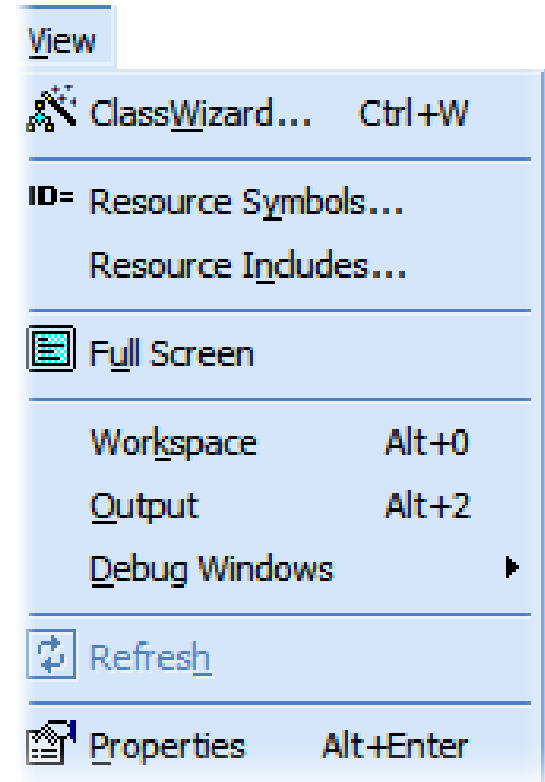 View
ClassWizard... Ctrl+W
ID= Resource Symbols...
Resource Includes...
Full Screen
Workspace Alt+0
Output Alt+2
Debug Windows
Refresh
Properties Alt+Enter